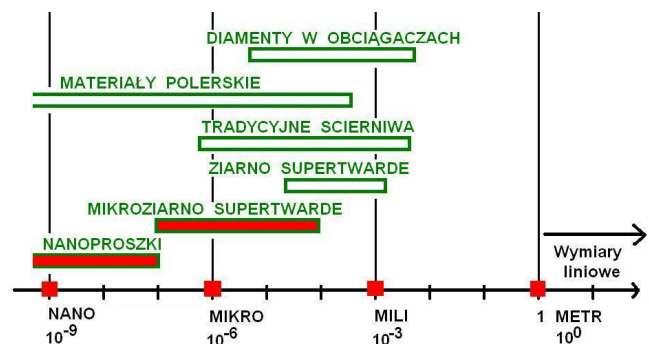 DIAMENTY W OBCIĄGACZACH
MATERIAŁY POLERSKIE
TRADYCYJNE SCIERNIWA
ZIARNO SUPERTWARDE
MIKROZIARNO SUPERTWARDE
NANOPROSZKI
Wymiary
liniowe
NANO MIKRO MILI 1 METR
10⁻⁹ 10⁻⁶ 10⁻³ 10⁰